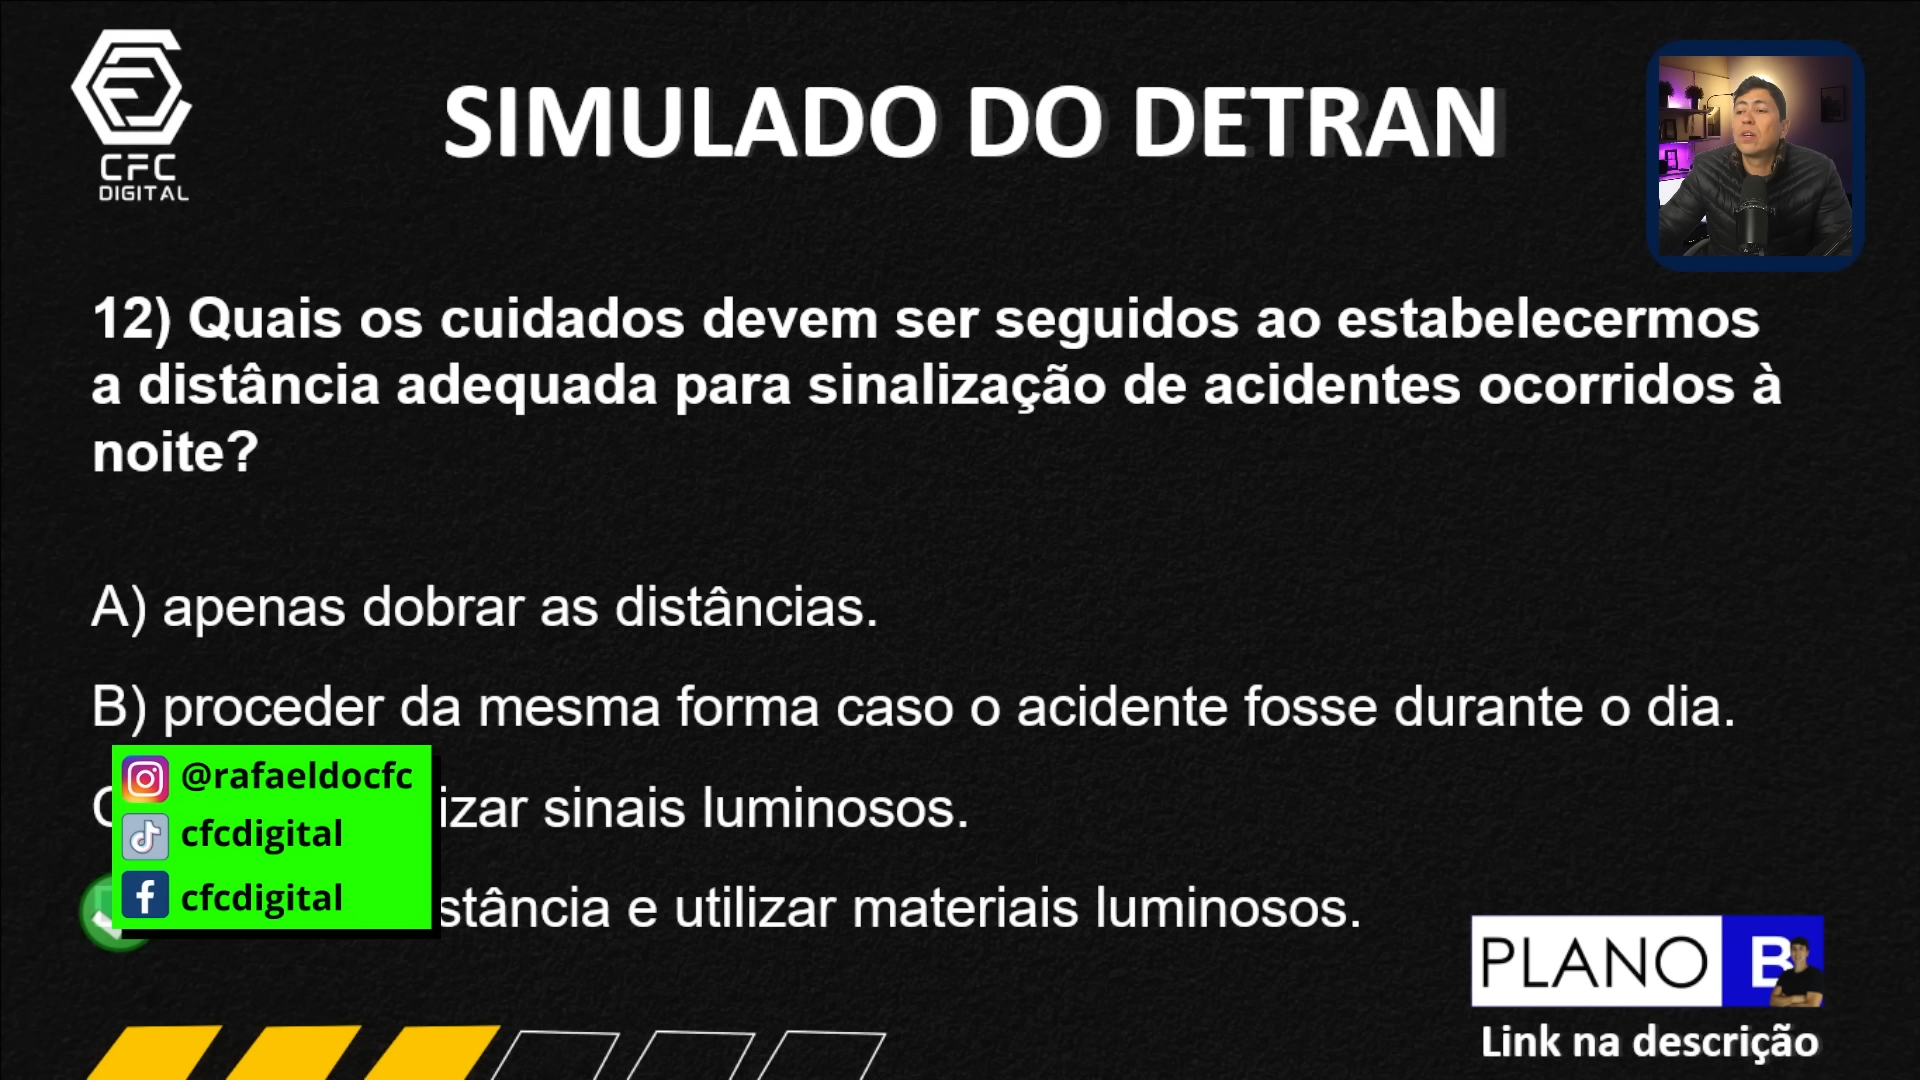 CFC
DIGITAL
SIMULADO DO DETRAN
12) Quais os cuidados devem ser seguidos ao estabelecermos
a distância adequada para sinalização de acidentes ocorridos à
noite?
A) apenas dobrar as distâncias.
B) proceder da mesma forma caso o acidente fosse durante o dia.
@rafaeldocfc
sinais luminosos.
cfcdigital
cfcdigital
e utilizar materiais luminosos.
PLANO B
Link na descrição